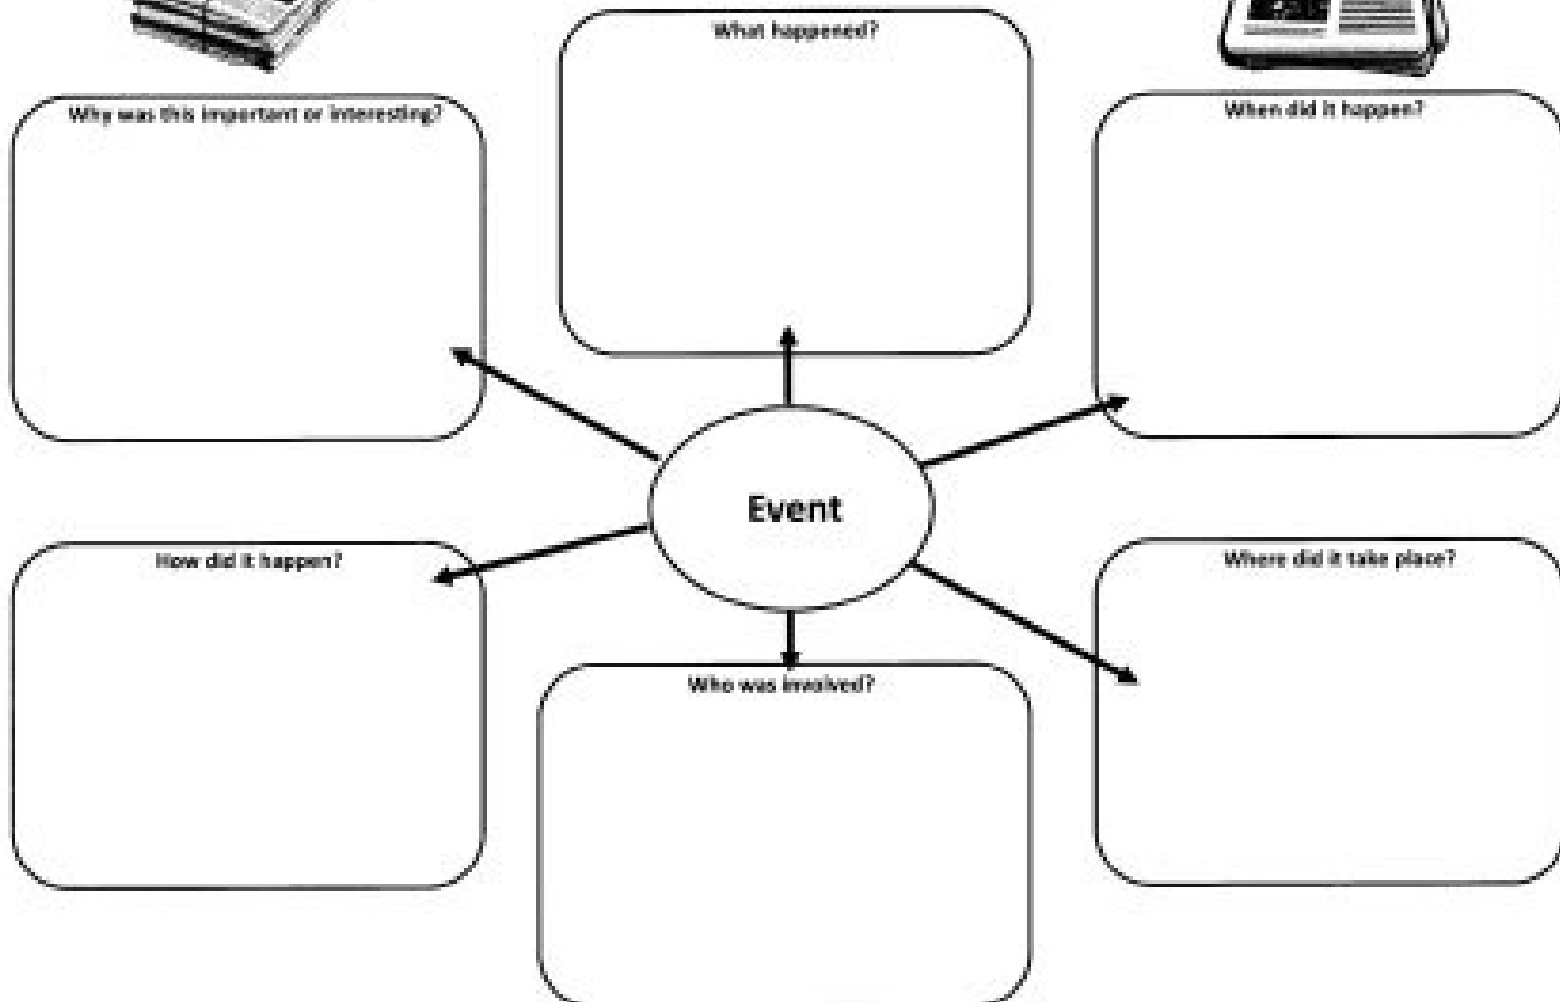 What happened?
Why was this important or interesting?
When did it happen?
Event
How did it happen?
Where did it take place?
Who was involved?